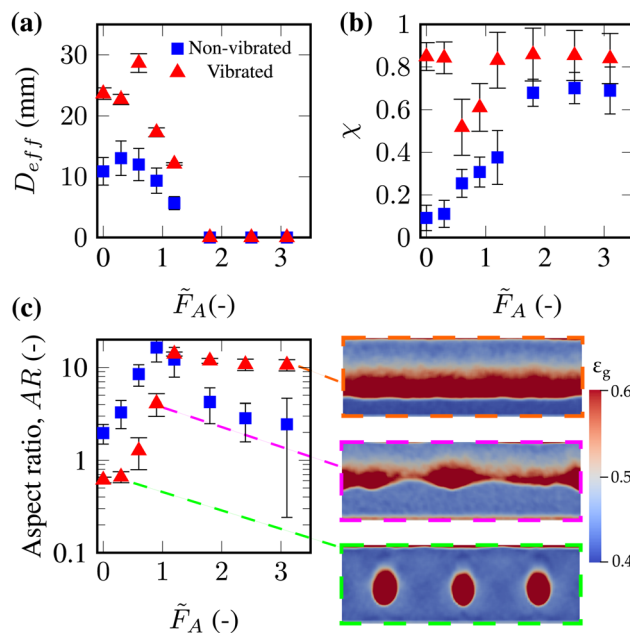 (a)
(b)
30
20
10
0
D_eff (mm)
Non-vibrated
Vibrated
0
1
2
3
F̃_A(-)
1
0.8
0.6
0.4
0.2
0
χ
0
1
2
3
F̃_A (-)
(c)
10
1
0.1
Aspect ratio, AR (-)
0
1
2
3
F̃_A (-)
ε_g
0.6
0.5
0.4